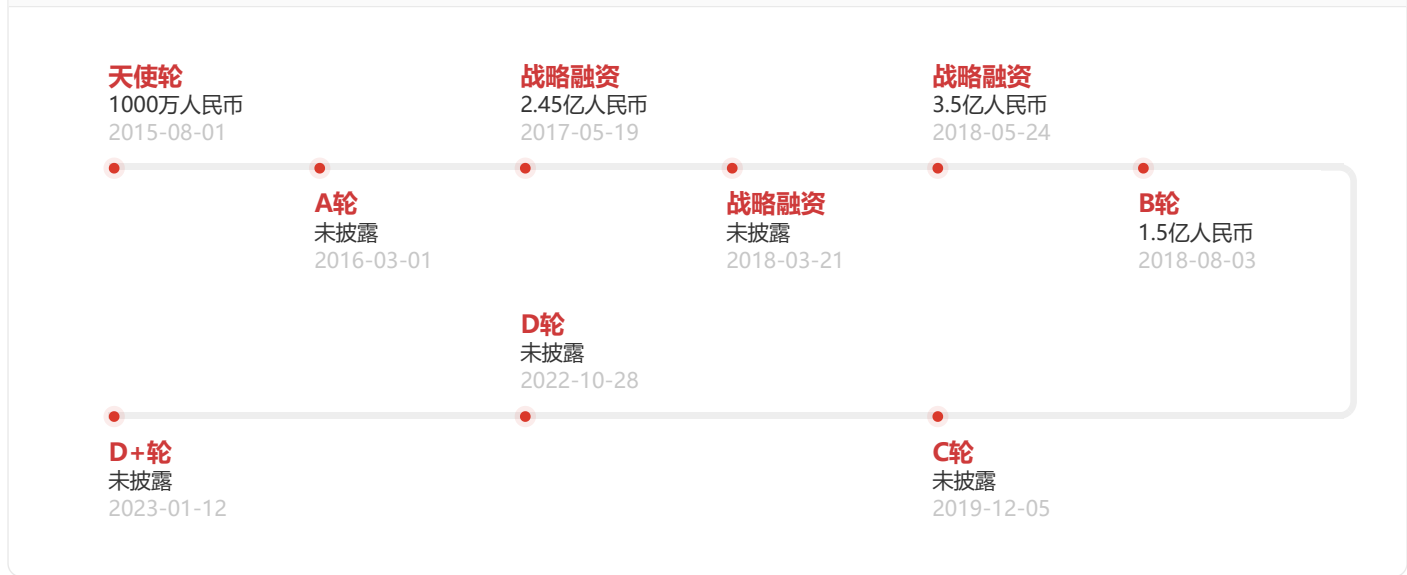 天使轮
1000万人民币
2015-08-01
A轮
未披露
2016-03-01
战略融资
2.45亿人民币
2017-05-19
战略融资
未披露
2018-03-21
战略融资
3.5亿人民币
2018-05-24
B轮
1.5亿人民币
2018-08-03
C轮
未披露
2019-12-05
D轮
未披露
2022-10-28
D+轮
未披露
2023-01-12